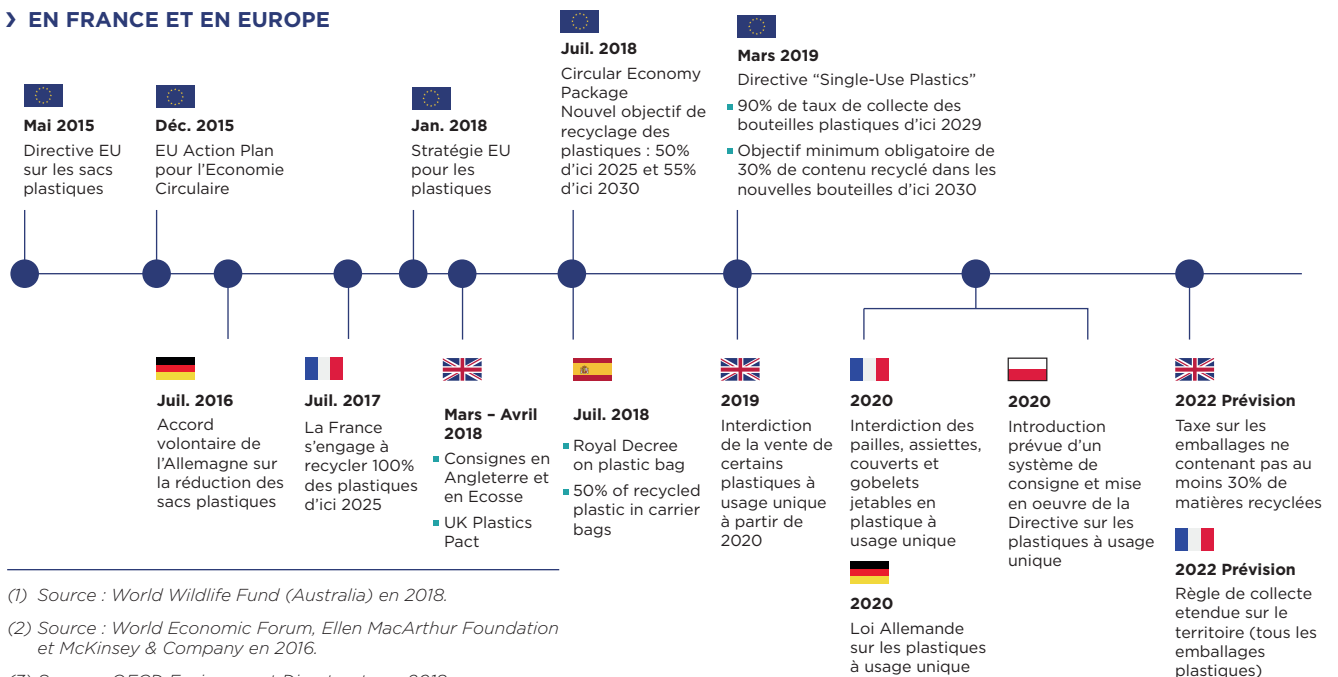 › EN FRANCE ET EN EUROPE
Mai 2015
Directive EU
sur les sacs
plastiques
Déc. 2015
EU Action Plan
pour l'Economie
Circulaire
Jan. 2018
Stratégie EU
pour les
plastiques
Juil. 2018
Circular Economy
Package
Nouvel objectif de
recyclage des
plastiques : 50%
d'ici 2025 et 55%
d'ici 2030
Mars 2019
Directive “Single-Use Plastics”
▪ 90% de taux de collecte des
bouteilles plastiques d'ici 2029
▪ Objectif minimum obligatoire de
30% de contenu recyclé dans les
nouvelles bouteilles d'ici 2030
Juil. 2016
Accord
volontaire de
l'Allemagne sur
la réduction des
sacs plastiques
Juil. 2017
La France
s'engage à
recycler 100%
des plastiques
d'ici 2025
Mars – Avril
2018
▪ Consignes en
Angleterre et
en Ecosse
▪ UK Plastics
Pact
Juil. 2018
▪ Royal Decree
on plastic bag
▪ 50% of recycled
plastic in carrier
bags
2019
Interdiction
de la vente de
certains
plastiques à
usage unique
à partir de
2020
2020
Interdiction des
pailles, assiettes,
couverts et
gobelets
jetables en
plastique à
usage unique
2020
Loi Allemande
sur les plastiques
à usage unique
2020
Introduction
prévue d'un
système de
consigne et mise
en oeuvre de la
Directive sur les
plastiques à usage
unique
2022 Prévision
Taxe sur les
emballages ne
contenant pas au
moins 30% de
matières recyclées
2022 Prévision
Règle de collecte
etendue sur le
territoire (tous les
emballages
plastiques)
(1) Source : World Wildlife Fund (Australia) en 2018.
(2) Source : World Economic Forum, Ellen MacArthur Foundation
et McKinsey & Company en 2016.